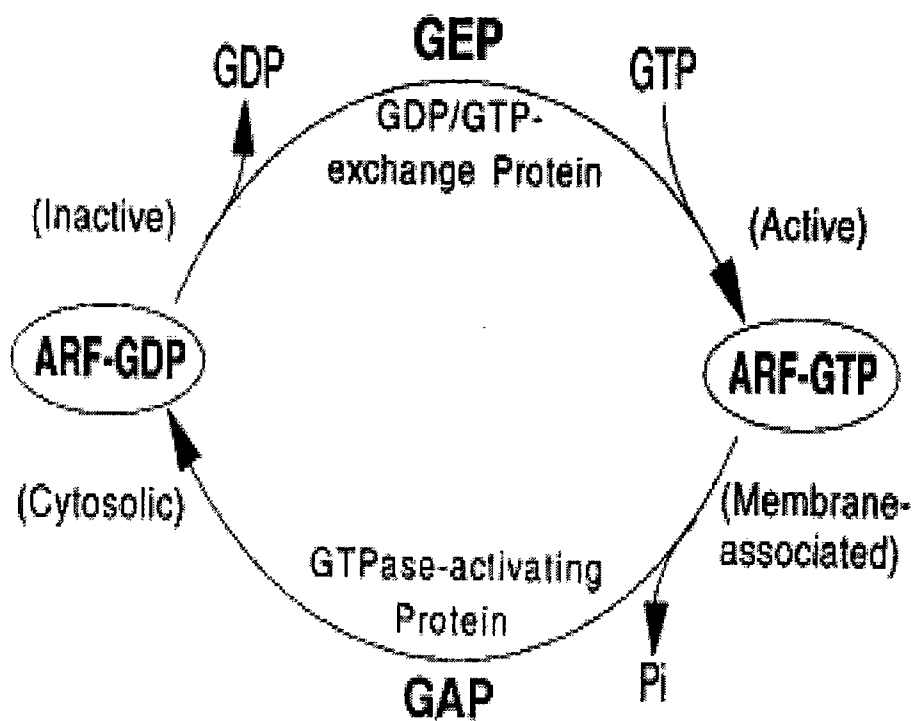 GEP
GDP
GTP
GDP/GTP-
exchange Protein
(Inactive)
(Active)
ARF-GDP
ARF-GTP
(Cytosolic)
(Membrane-
associated)
GTPase-activating
Protein
GAP
Pi